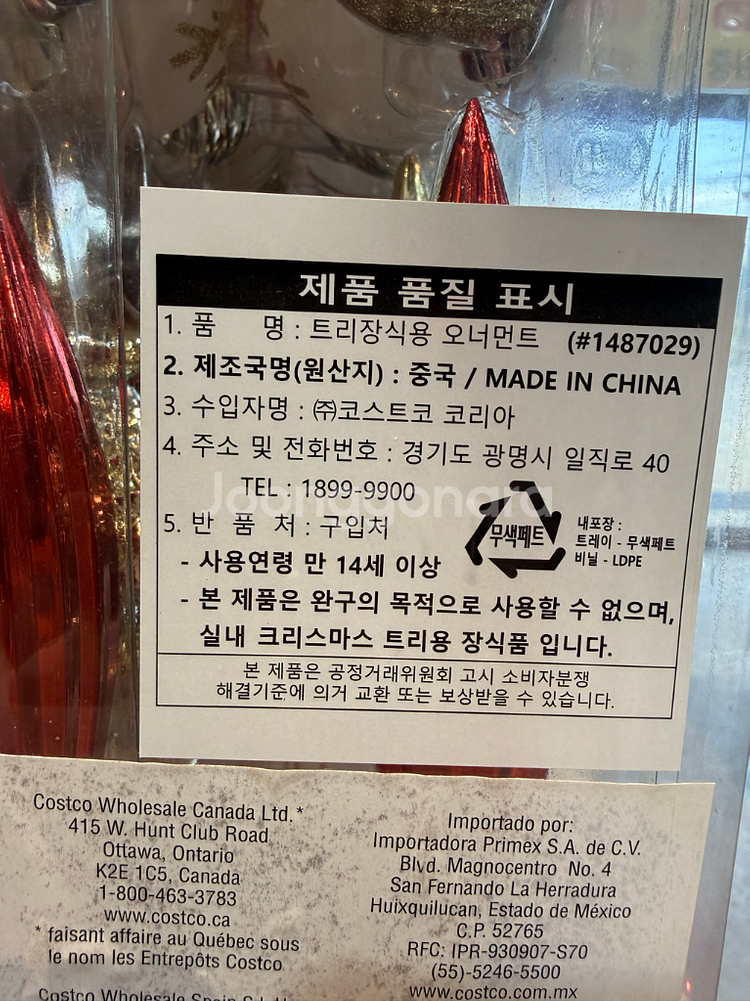 제품 품질 표시
1. 품 명 : 트리장식용 오너먼트 (#1487029)
2. 제조국명(원산지) : 중국 / MADE IN CHINA
3. 수입자명 : ㈜코스트코 코리아
4. 주소 및 전화번호 : 경기도 광명시 일직로 40
TEL : 1899-9900
Joonggonara
5. 반 품 처 : 구입처
무색페트
내포장 :
트레이 - 무색페트
비닐 - LDPE
- 사용연령 만 14세 이상
- 본 제품은 완구의 목적으로 사용할 수 없으며,
실내 크리스마스 트리용 장식품 입니다.
본 제품은 공정거래위원회 고시 소비자분쟁
해결기준에 의거 교환 또는 보상받을 수 있습니다.
Costco Wholesale Canada Ltd.*
415 W. Hunt Club Road
Ottawa, Ontario
K2E 1C5, Canada
1-800-463-3783
www.costco.ca
* faisant affaire au Québec sous
le nom les Entrepôts Costco
Costco Wholesale Spain
Importado por:
Importadora Primex S.A. de C.V.
Blvd. Magnocentro No. 4
San Fernando La Herradura
Huixquilucan, Estado de México
C.P. 52765
RFC: IPR-930907-S70
(55)-5246-5500
www.costco.com.mx